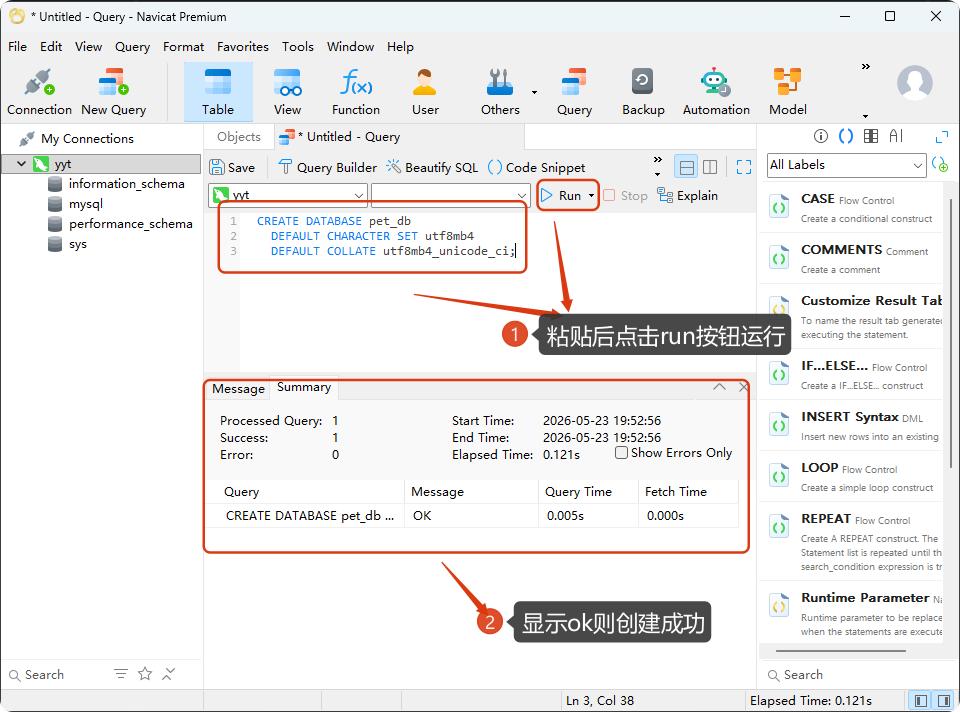 * Untitled - Query - Navicat Premium
File Edit View Query Format Favorites Tools Window Help
Connection New Query Table View Function User Others Query Backup Automation Model
My Connections
yyt
information_schema
mysql
performance_schema
sys
Objects * Untitled - Query
Save Query Builder Beautify SQL () Code Snippet
yyt Run Stop Explain
1 CREATE DATABASE pet_db
2 DEFAULT CHARACTER SET utf8mb4
3 DEFAULT COLLATE utf8mb4_unicode_ci;
1 粘贴后点击run按钮运行
Message Summary
Processed Query: 1 Start Time: 2026-05-23 19:52:56
Success: 1 End Time: 2026-05-23 19:52:56
Error: 0 Elapsed Time: 0.121s Show Errors Only
Query Message Query Time Fetch Time
CREATE DATABASE pet_db ... OK 0.005s 0.000s
2 显示ok则创建成功
All Labels
CASE Flow Control
Create a conditional construct
COMMENTS Comment
Create a comment
Customize Result Tab
To name the result tab generated
executing the statement.
IF...ELSE... Flow Control
Create a IF...ELSE... construct
INSERT Syntax DML
Insert new rows into an existing
LOOP Flow Control
Create a simple loop construct
REPEAT Flow Control
Create A REPEAT construct. The
Statement list is repeated until th
search_condition expression is tr
Runtime Parameter Na
Runtime parameter to be replace
when the statements are execute
Search
Search
Ln 3, Col 38 Elapsed Time: 0.121s